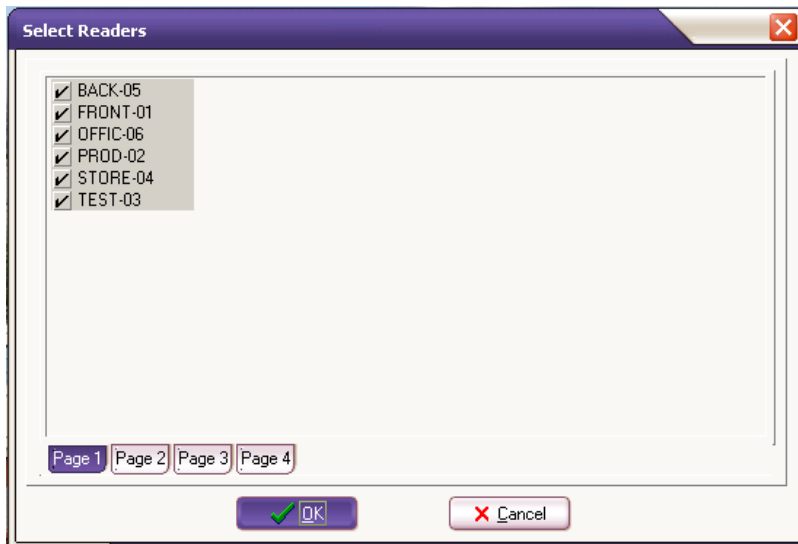 Select Readers
BACK-05
FRONT-01
OFFIC-06
PROD-02
STORE-04
TEST-03
Page 1 Page 2 Page 3 Page 4
OK Cancel